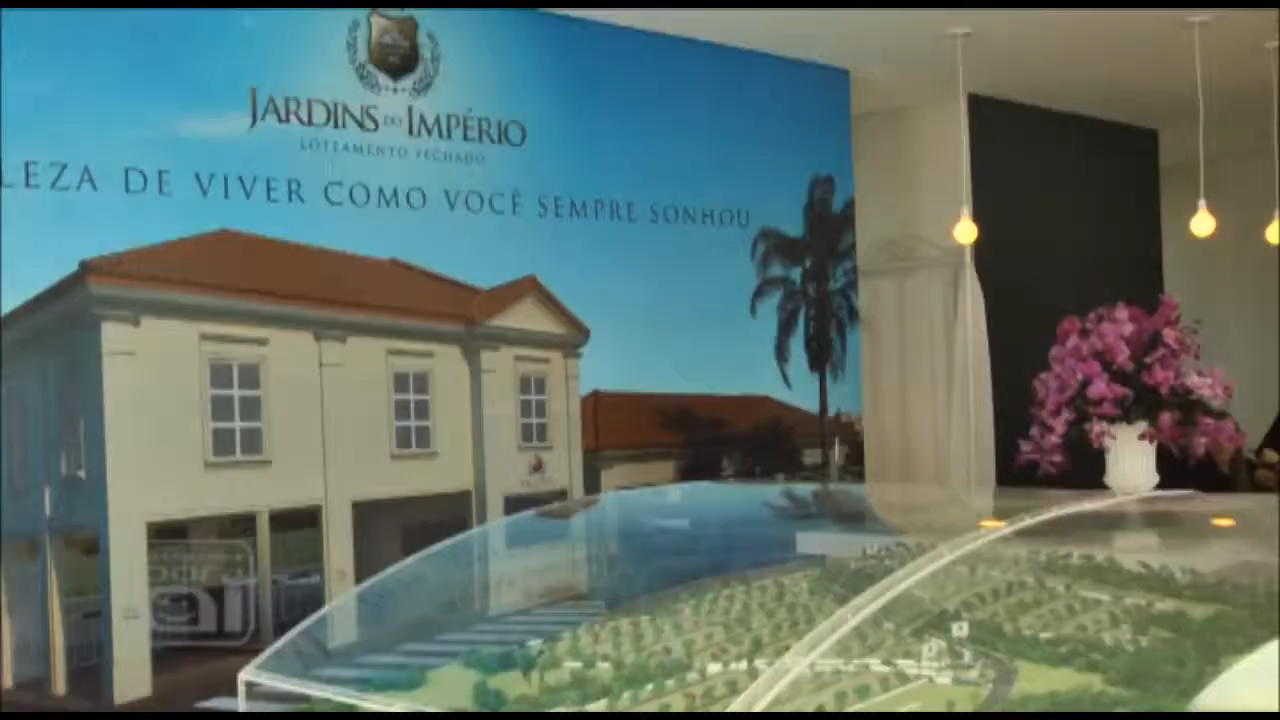 JARDINS DO IMPÉRIO
LOTEAMENTO FECHADO
LEZA DE VIVER COMO VOCÊ SEMPRE SONHOU